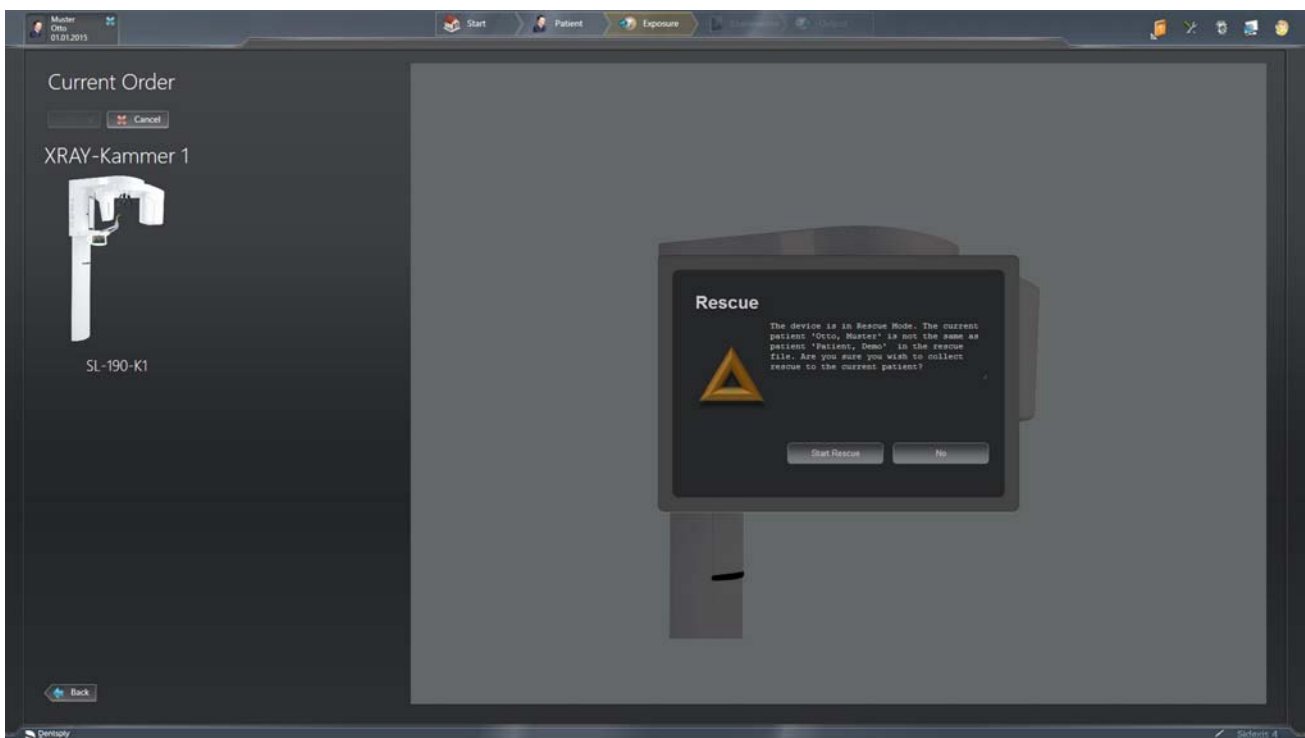 Muster
Otto
01.01.2015
Start
Patient
Exposure
Examination
Output
Current Order
Cancel
XRAY-Kammer 1
SL-190-K1
Rescue
The device is in Rescue Mode. The current
patient 'Otto, Muster' is not the same as
patient 'Patient, Demo' in the rescue
file. Are you sure you wish to collect
rescue to the current patient?
Start Rescue
No
Back
Dentsply
Sidexis 4